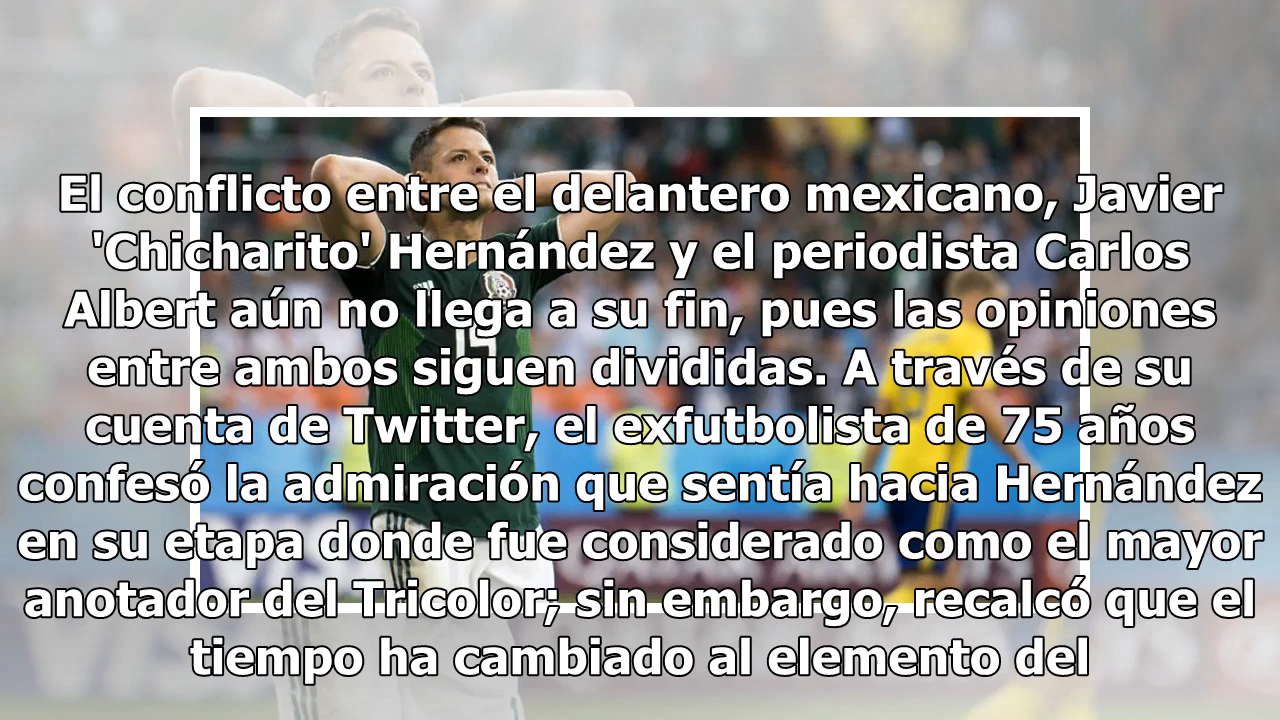 El conflicto entre el delantero mexicano, Javier
'Chicharito' Hernández y el periodista Carlos
Albert aún no llega a su fin, pues las opiniones
entre ambos siguen divididas. A través de su
cuenta de Twitter, el exfutbolista de 75 años
confesó la admiración que sentía hacia Hernández
en su etapa donde fue considerado como el mayor
anotador del Tricolor; sin embargo, recalcó que el
tiempo ha cambiado al elemento del
14
VISA